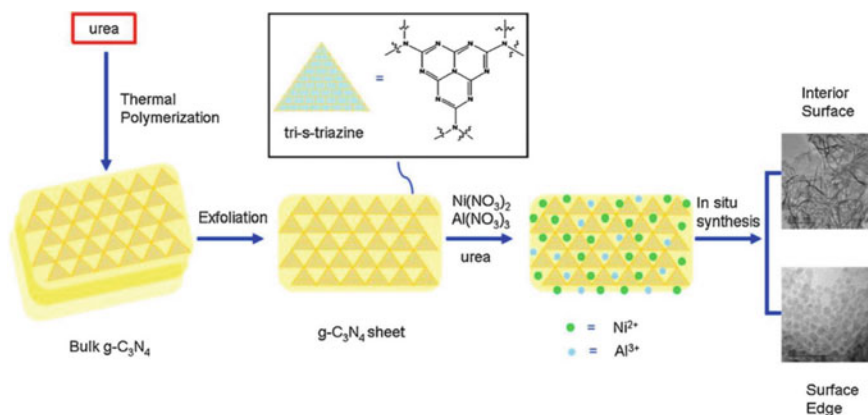 urea
Thermal
Polymerization
Bulk g-C₃N₄
Exfoliation
tri-s-triazine
=
N
N
N
N
N
N
N
N
N
N
g-C₃N₄ sheet
Ni(NO₃)₂
Al(NO₃)₃
urea
= Ni²⁺
= Al³⁺
In situ
synthesis
Interior
Surface
Surface
Edge